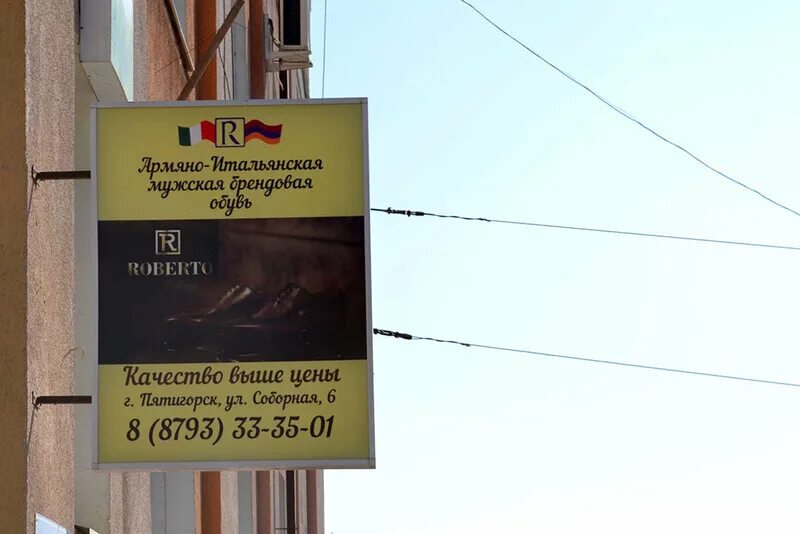 R
Армяно-Итальянская
мужская брендовая
обувь
R
ROBERTO
Качество выше цены
г. Пятигорск, ул. Соборная, 6
8 (8793) 33-35-01